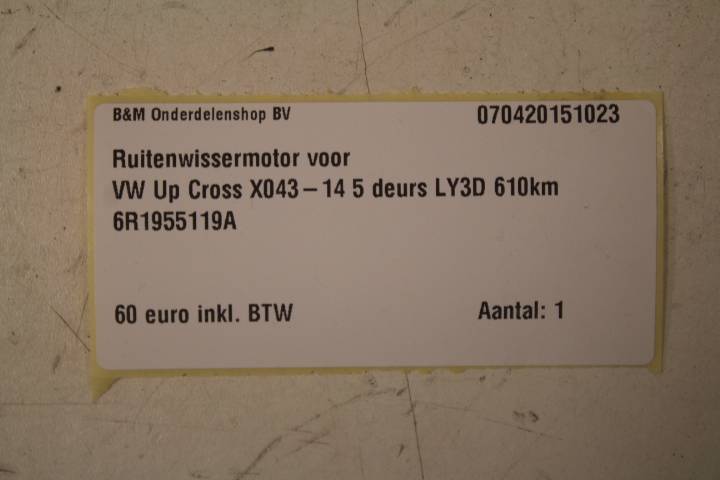 B&M Onderdelenshop BV 070420151023
Ruitenwissermotor voor
VW Up Cross X043-14 5 deurs LY3D 610km
6R1955119A
60 euro inkl. BTW Aantal: 1